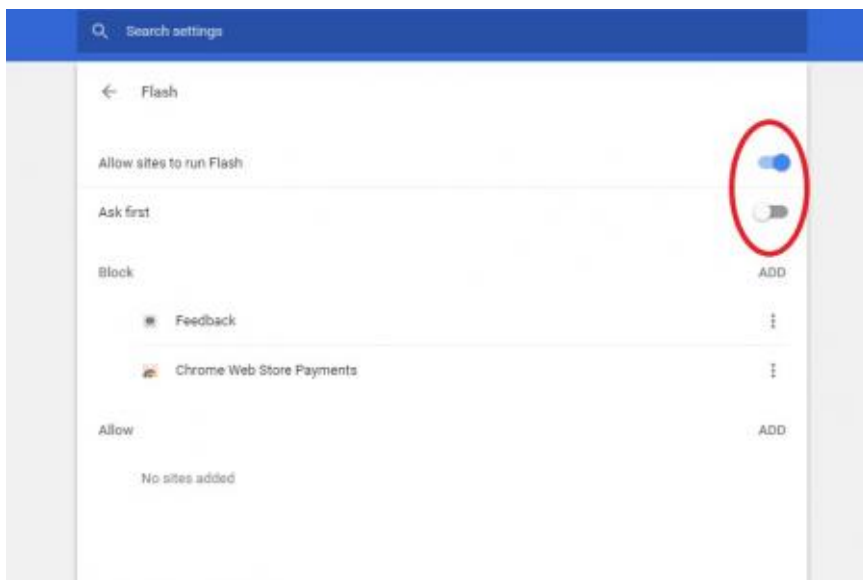 Search settings
Flash
Allow sites to run Flash
Ask first
Block ADD
Feedback
Chrome Web Store Payments
Allow ADD
No sites added